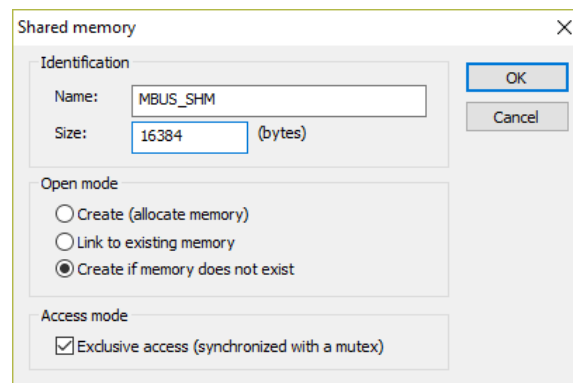 Shared memory
Identification
Name: MBUS_SHM
OK
Size: 16384 (bytes)
Cancel
Open mode
Create (allocate memory)
Link to existing memory
Create if memory does not exist
Access mode
Exclusive access (synchronized with a mutex)